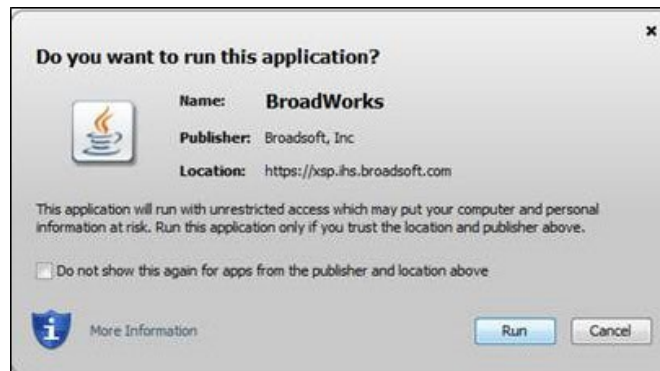 Do you want to run this application?
Name: BroadWorks
Publisher: Broadsoft, Inc
Location: https://xsp.ihs.broadsoft.com
This application will run with unrestricted access which may put your computer and personal
information at risk. Run this application only if you trust the location and publisher above.
Do not show this again for apps from the publisher and location above
More Information
Run Cancel